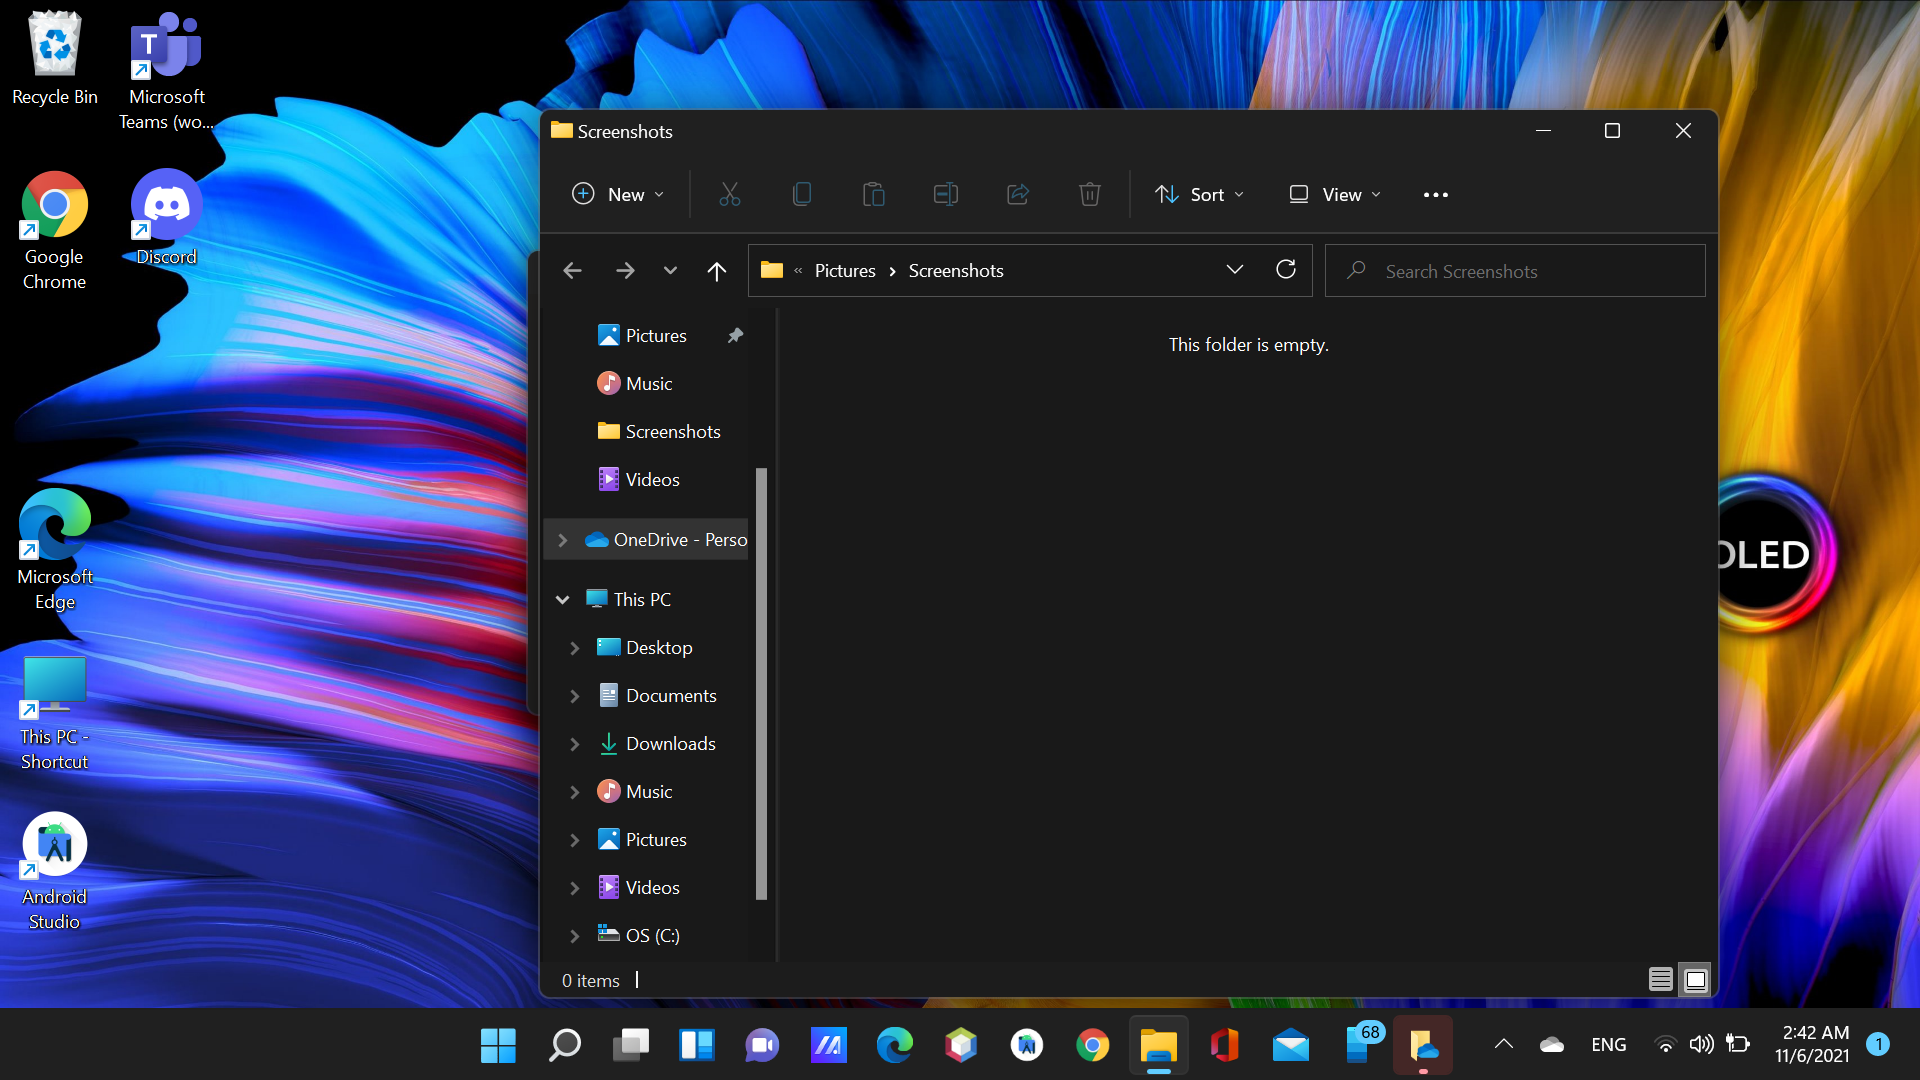 Recycle Bin
Microsoft
Teams (wo...
Google
Chrome
Discord
Microsoft
Edge
This PC -
Shortcut
Android
Studio
Screenshots
New
Sort
View
« Pictures > Screenshots
Search Screenshots
Pictures
Music
Screenshots
Videos
OneDrive - Perso
This PC
Desktop
Documents
Downloads
Music
Pictures
Videos
OS (C:)
This folder is empty.
0 items
OLED
68
ENG
2:42 AM
11/6/2021
1